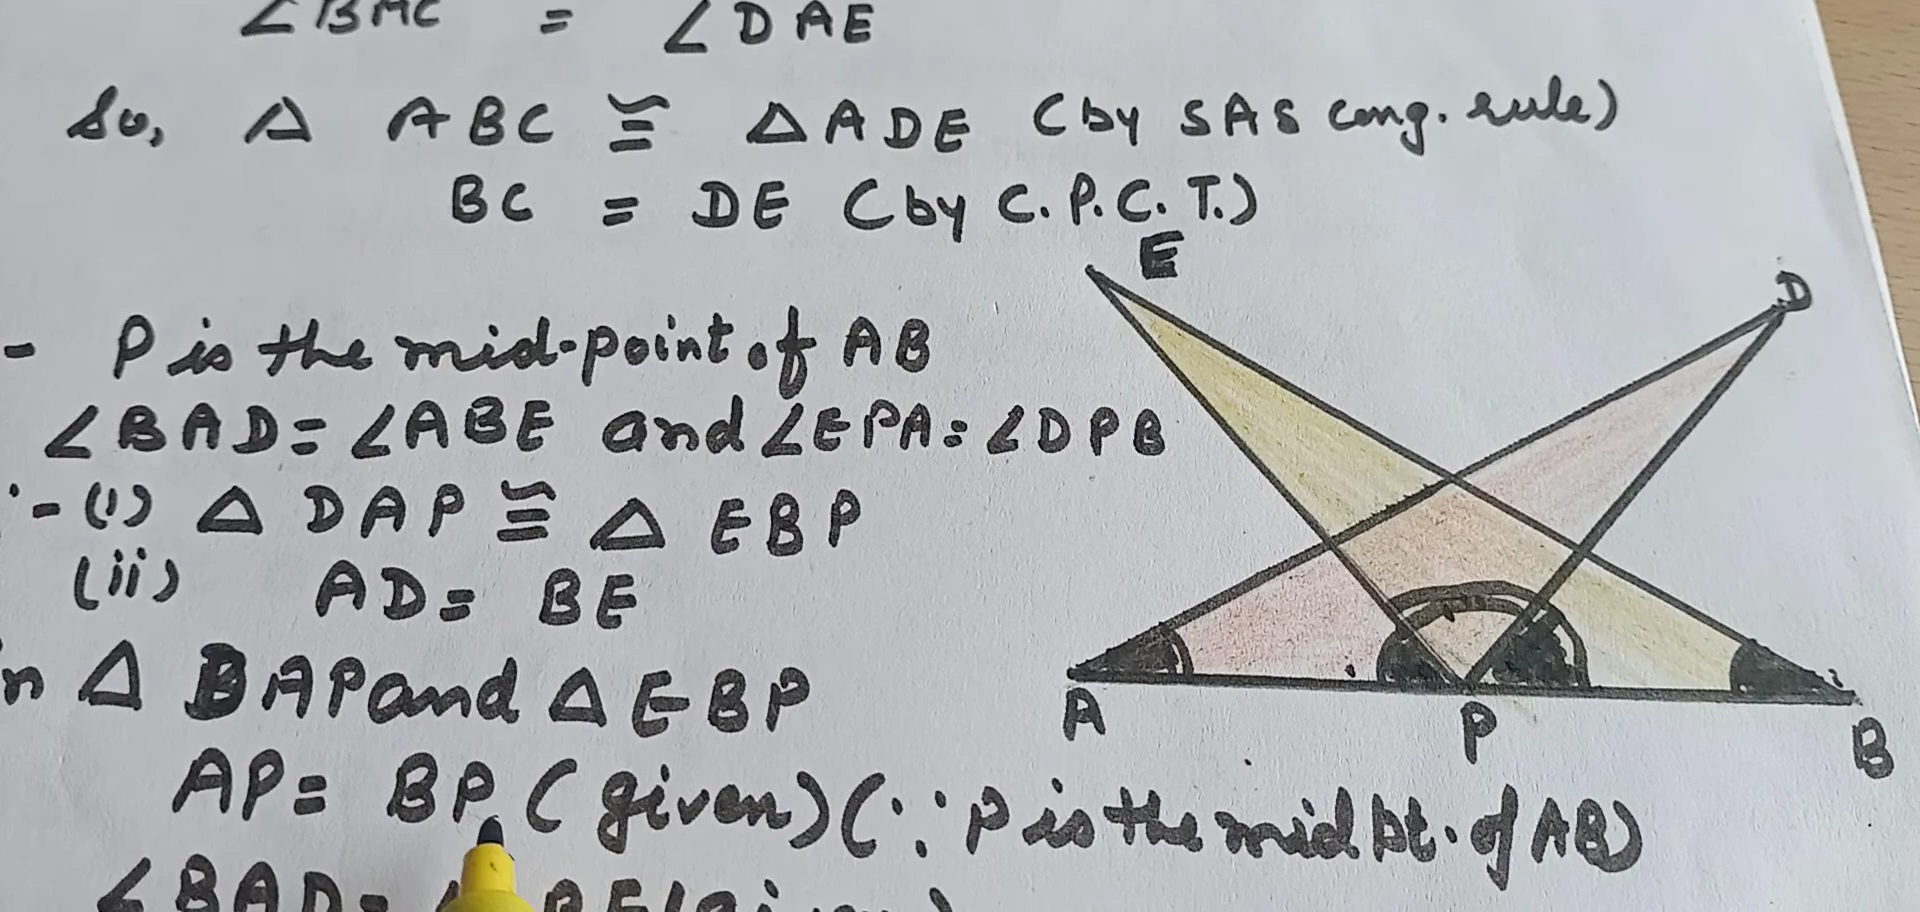 ∠BAC = ∠DAE
So, △ ABC ≅ △ADE (by SAS cong. rule)
BC = DE (by C.P.C.T.)
- P is the mid-point of AB
∠BAD = ∠ABE and ∠EPA = ∠DPB
:- (i) △ DAP ≅ △ EBP
(ii) AD = BE
n △ DAP and △ EBP
AP = BP (given) (∵ P is the mid pt. of AB)
∠BAD =
E
D
A
P
B